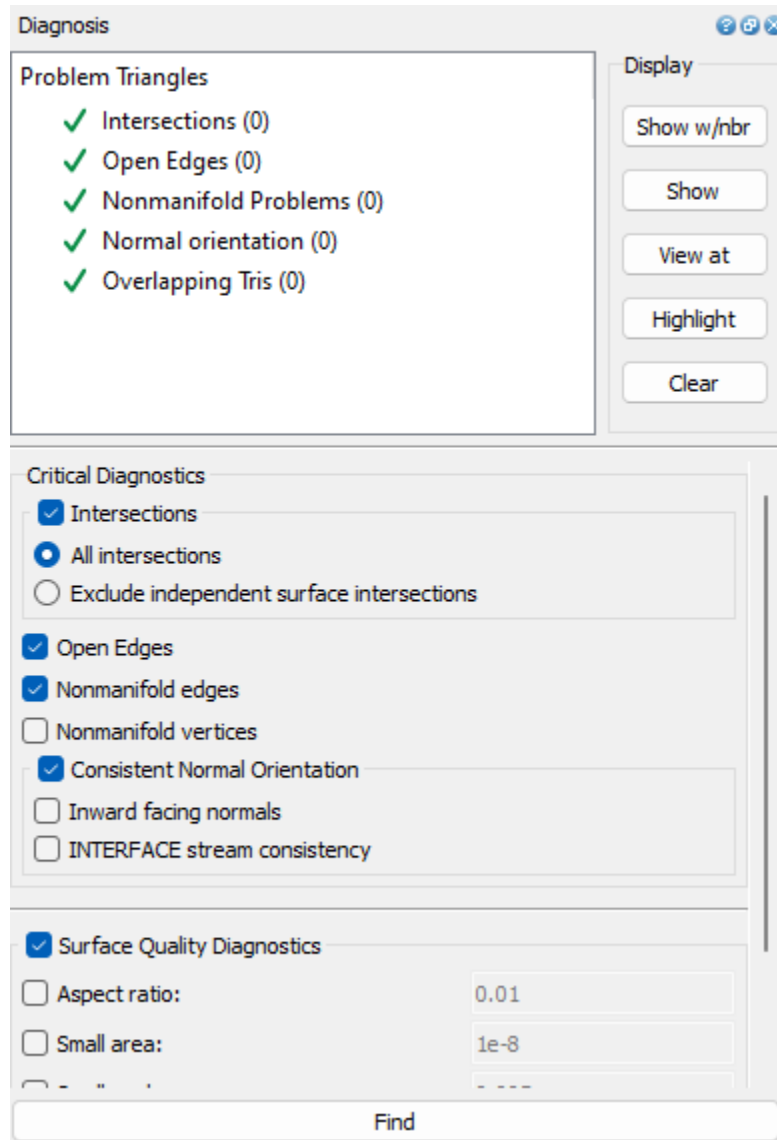 Diagnosis
Problem Triangles
Intersections (0)
Open Edges (0)
Nonmanifold Problems (0)
Normal orientation (0)
Overlapping Tris (0)
Display
Show w/nbr
Show
View at
Highlight
Clear
Critical Diagnostics
Intersections
All intersections
Exclude independent surface intersections
Open Edges
Nonmanifold edges
Nonmanifold vertices
Consistent Normal Orientation
Inward facing normals
INTERFACE stream consistency
Surface Quality Diagnostics
Aspect ratio: 0.01
Small area: 1e-8
Find